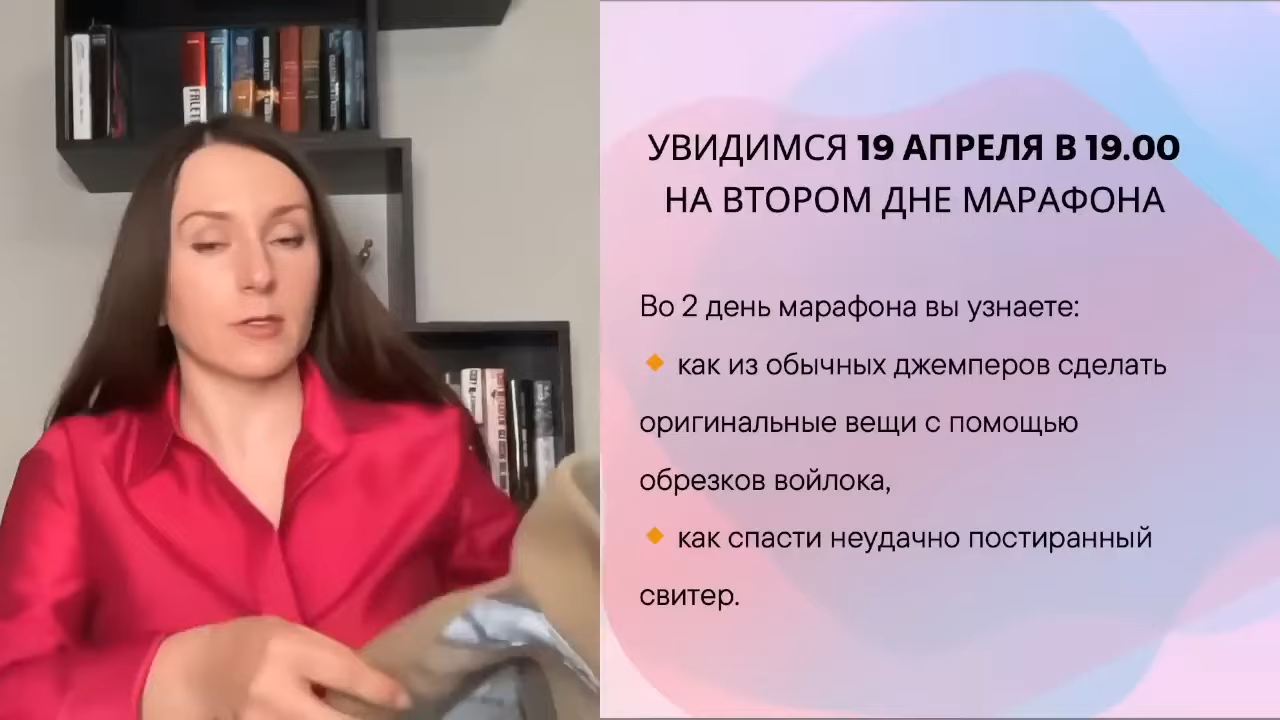 УВИДИМСЯ 19 АПРЕЛЯ В 19.00
НА ВТОРОМ ДНЕ МАРАФОНА
Во 2 день марафона вы узнаете:
🔸 как из обычных джемперов сделать
оригинальные вещи с помощью
обрезков войлока,
🔸 как спасти неудачно постиранный
свитер.